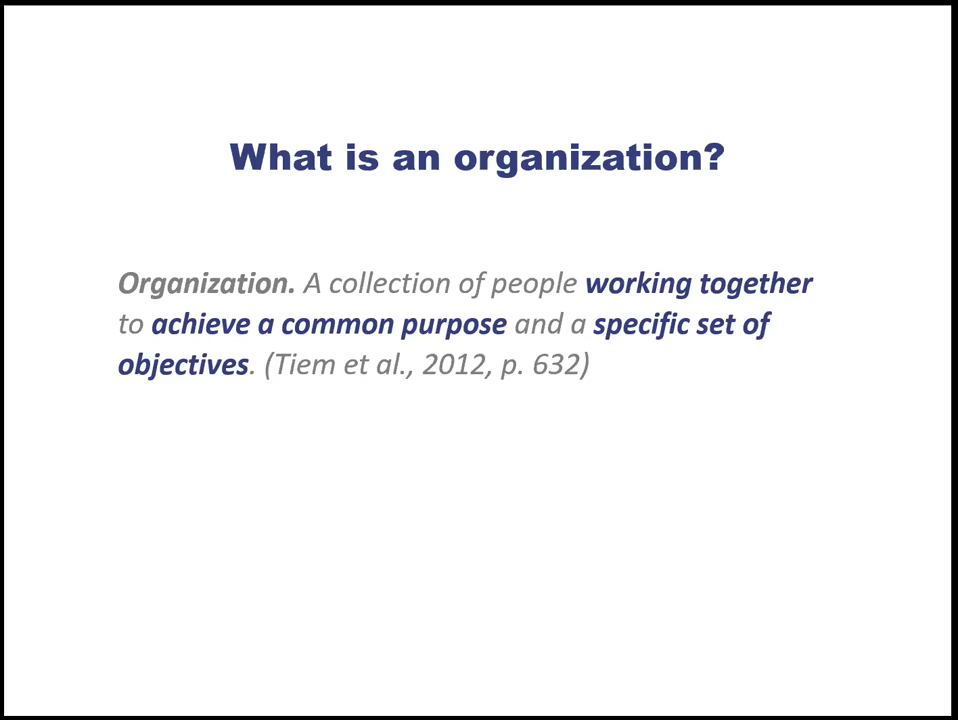 What is an organization?
Organization. A collection of people working together
to achieve a common purpose and a specific set of
objectives. (Tiem et al., 2012, p. 632)